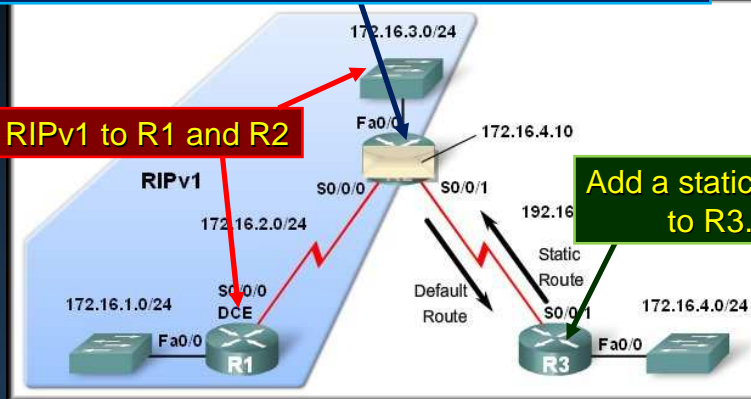 172.16.3.0/24
Fa0/0
RIPv1 to R1 and R2
172.16.4.10
RIPv1
S0/0/0
S0/0/1
Add a static
to R3.
172.16.2.0/24
192.16
Static
Route
Default
Route
S0/0/0
DCE
S0/0/1
172.16.1.0/24
172.16.4.0/24
Fa0/0
R1
R3
Fa0/0